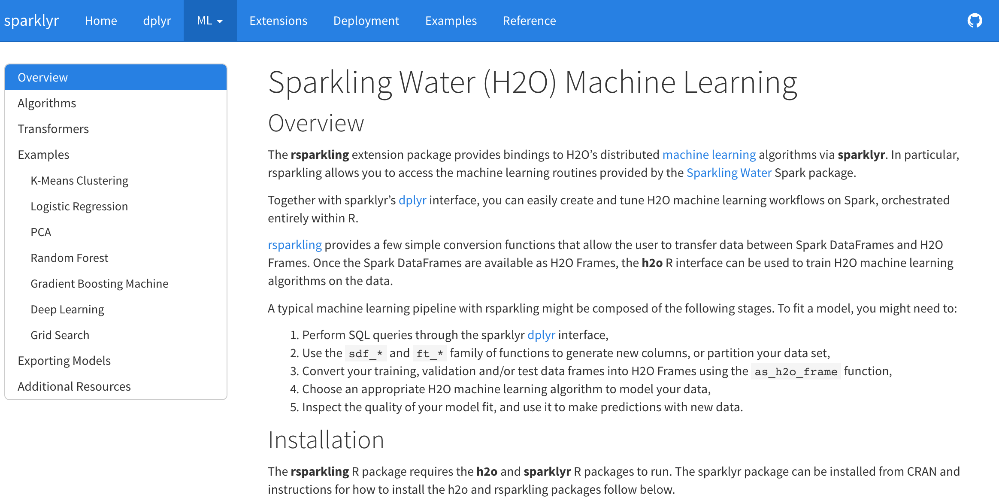 sparklyr Home dplyr ML Extensions Deployment Examples Reference
Overview
Algorithms
Transformers
Examples
K-Means Clustering
Logistic Regression
PCA
Random Forest
Gradient Boosting Machine
Deep Learning
Grid Search
Exporting Models
Additional Resources
Sparkling Water (H2O) Machine Learning
Overview
The rsparkling extension package provides bindings to H2O’s distributed machine learning algorithms via sparklyr. In particular,
rsparkling allows you to access the machine learning routines provided by the Sparkling Water Spark package.
Together with sparklyr’s dplyr interface, you can easily create and tune H2O machine learning workflows on Spark, orchestrated
entirely within R.
rsparkling provides a few simple conversion functions that allow the user to transfer data between Spark DataFrames and H2O
Frames. Once the Spark DataFrames are available as H2O Frames, the h2o R interface can be used to train H2O machine learning
algorithms on the data.
A typical machine learning pipeline with rsparkling might be composed of the following stages. To fit a model, you might need to:
1. Perform SQL queries through the sparklyr dplyr interface,
2. Use the sdf_* and ft_* family of functions to generate new columns, or partition your data set,
3. Convert your training, validation and/or test data frames into H2O Frames using the as_h2o_frame function,
4. Choose an appropriate H2O machine learning algorithm to model your data,
5. Inspect the quality of your model fit, and use it to make predictions with new data.
Installation
The rsparkling R package requires the h2o and sparklyr R packages to run. The sparklyr package can be installed from CRAN and
instructions for how to install the h2o and rsparkling packages follow below.